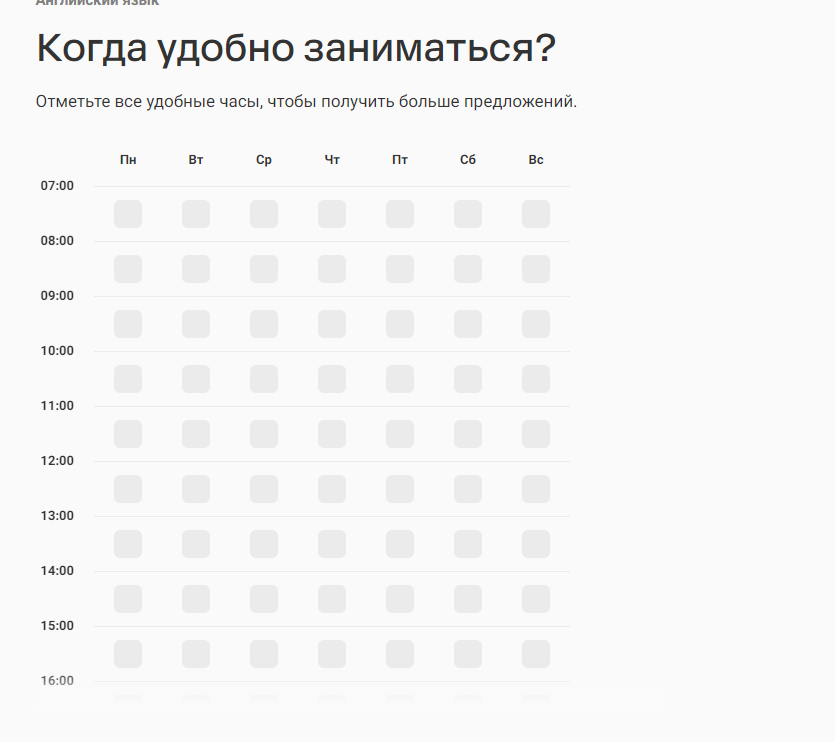 Английский язык
Когда удобно заниматься?
Отметьте все удобные часы, чтобы получить больше предложений.
Пн Вт Ср Чт Пт Сб Вс
07:00
08:00
09:00
10:00
11:00
12:00
13:00
14:00
15:00
16:00